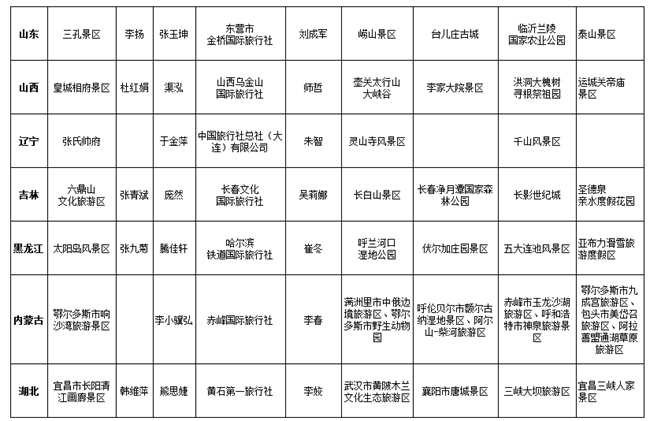 山东 三孔景区 李扬 张玉坤 东营市
金桥国际旅行社 刘成军 崂山景区 台儿庄古城 临沂兰陵
国家农业公园 泰山景区
山西 皇城相府景区 杜红娟 渠泓 山西乌金山
国际旅行社 师哲 壶关太行山
大峡谷 李家大院景区 洪洞大槐树
寻根祭祖园 运城关帝庙
景区
辽宁 张氏帅府 于金萍 中国旅行社总社（大
连）有限公司 朱智 灵山寺风景区 千山风景区
吉林 六鼎山
文化旅游区 张青斌 庞然 长春文化
国际旅行社 吴莉娜 长白山景区 长春净月潭国家森
林公园 长影世纪城 圣德泉
亲水度假花园
黑龙江 太阳岛风景区 张九菊 滕佳轩 哈尔滨
铁道国际旅行社 崔冬 呼兰河口
湿地公园 伏尔加庄园景区 五大连池风景区 亚布力滑雪旅
游度假区
内蒙古 鄂尔多斯市响
沙湾旅游景区 李小骥弘 赤峰国际旅行社 李春 满洲里市中俄边
境旅游区、鄂尔
多斯市野生动物
园 呼伦贝尔市额尔古
纳湿地景区、阿尔
山-柴河旅游区 赤峰市玉龙沙湖
旅游区、呼和浩
特市神泉旅游景
区 鄂尔多斯市九
成宫旅游区、
包头市美岱召
旅游区、阿拉
善盟通湖草原
旅游区
湖北 宜昌市长阳清
江画廊景区 韩维萍 熊思婕 黄石第一旅行社 李姣 武汉市黄陂木兰
文化生态旅游区 襄阳市唐城景区 三峡大坝旅游区 宜昌三峡人家
景区